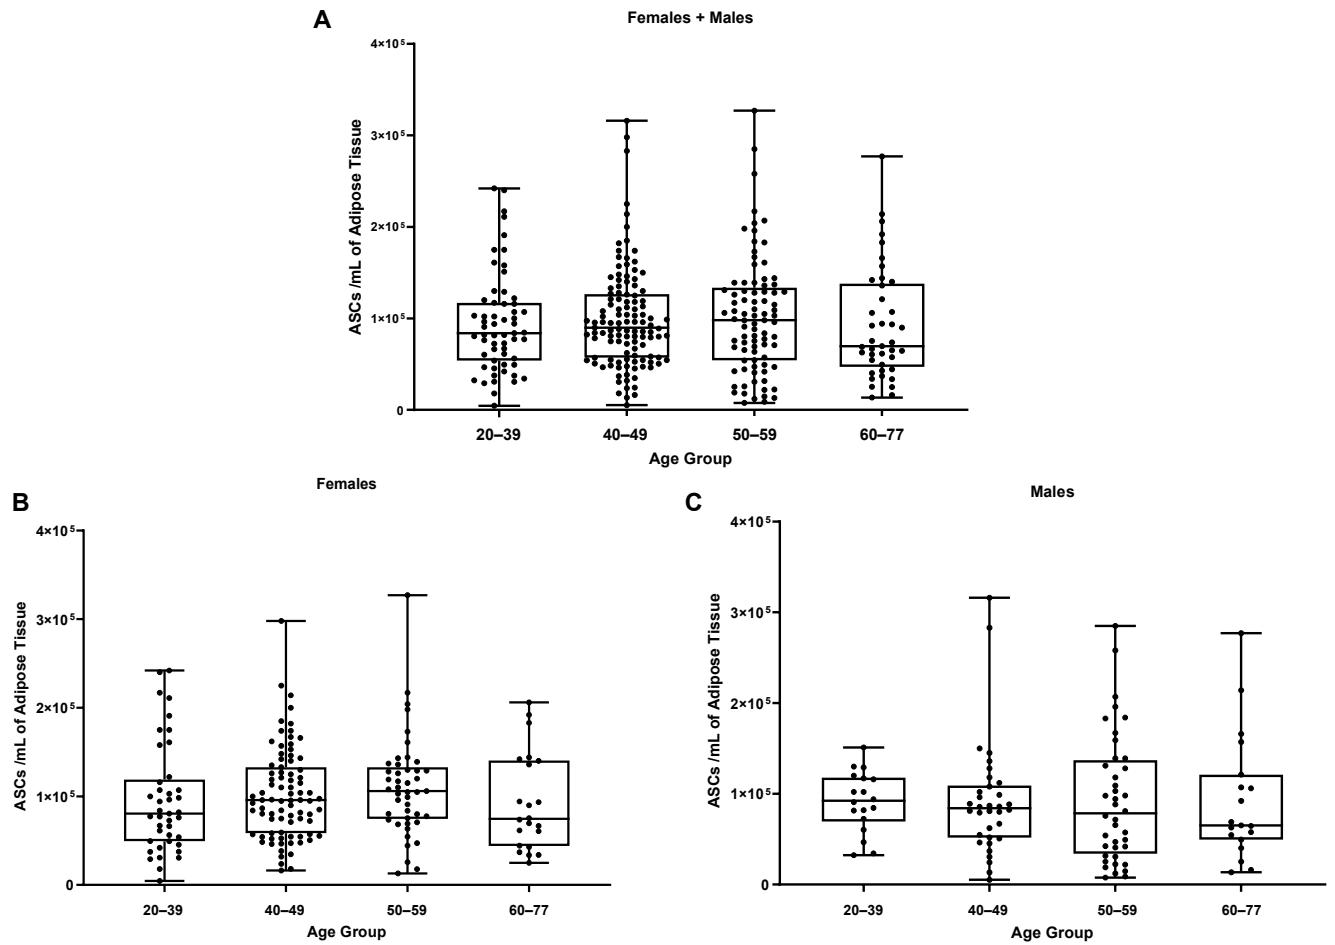 A
Females + Males
ASCs /mL of Adipose Tissue
4×10⁵
3×10⁵
2×10⁵
1×10⁵
0
20–39 40–49 50–59 60–77
Age Group
B
Females
ASCs /mL of Adipose Tissue
4×10⁵
3×10⁵
2×10⁵
1×10⁵
0
20–39 40–49 50–59 60–77
Age Group
C
Males
ASCs /mL of Adipose Tissue
4×10⁵
3×10⁵
2×10⁵
1×10⁵
0
20–39 40–49 50–59 60–77
Age Group